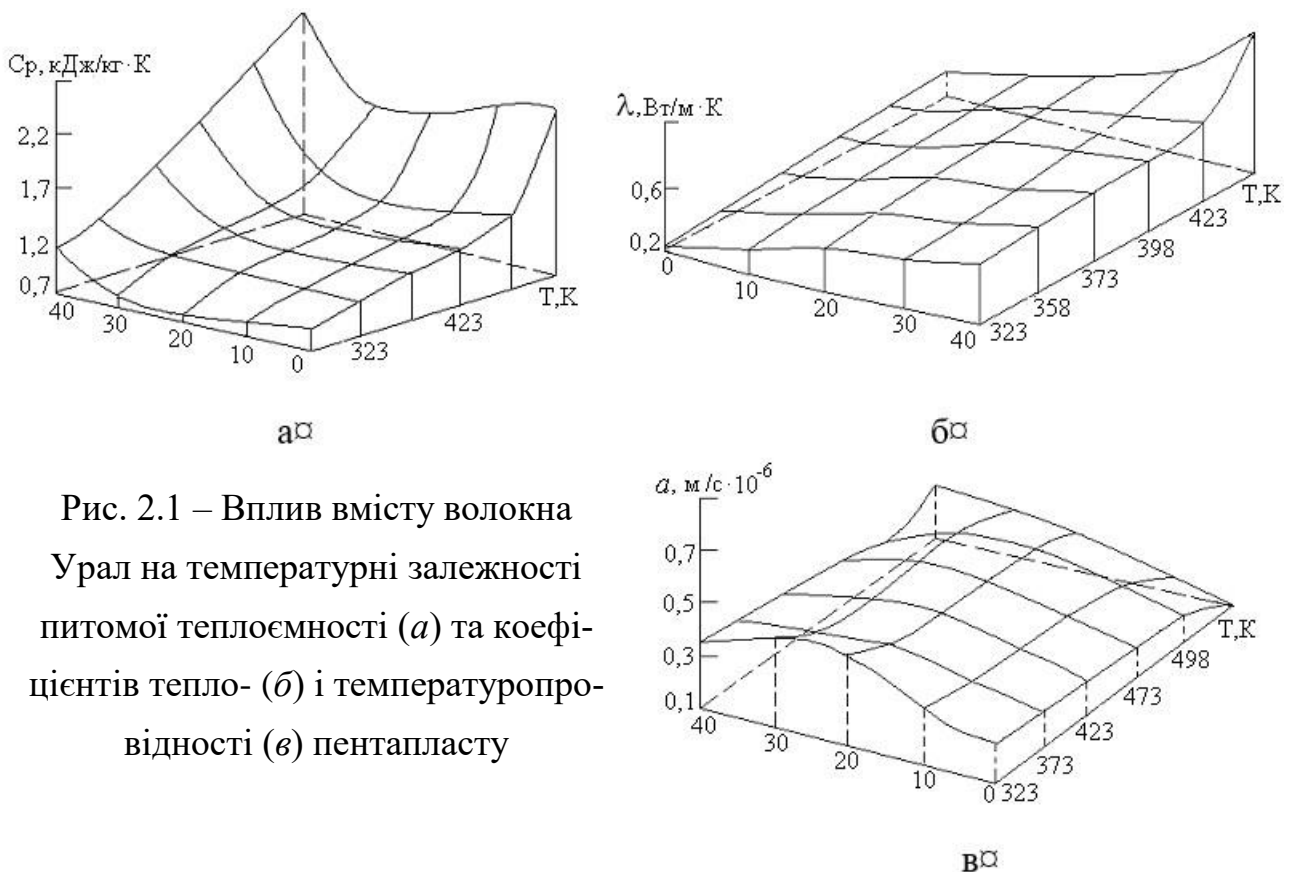 Ср, кДж/кг·К
2,2
1,7
1,2
0,7
40
30
20
10
0
323
423
Т,К
а¤
λ,Вт/м·К
0,6
0,2
0
10
20
30
40
323
358
373
398
423
Т,К
б¤
Рис. 2.1 – Вплив вмісту волокна
Урал на температурні залежності
питомої теплоємності (а) та коефі-
цієнтів тепло- (б) і температуропро-
відності (в) пентапласту
а, м /с·10⁻⁶
0,7
0,5
0,3
0,1
40
30
20
10
0
323
373
423
473
498
Т,К
в¤